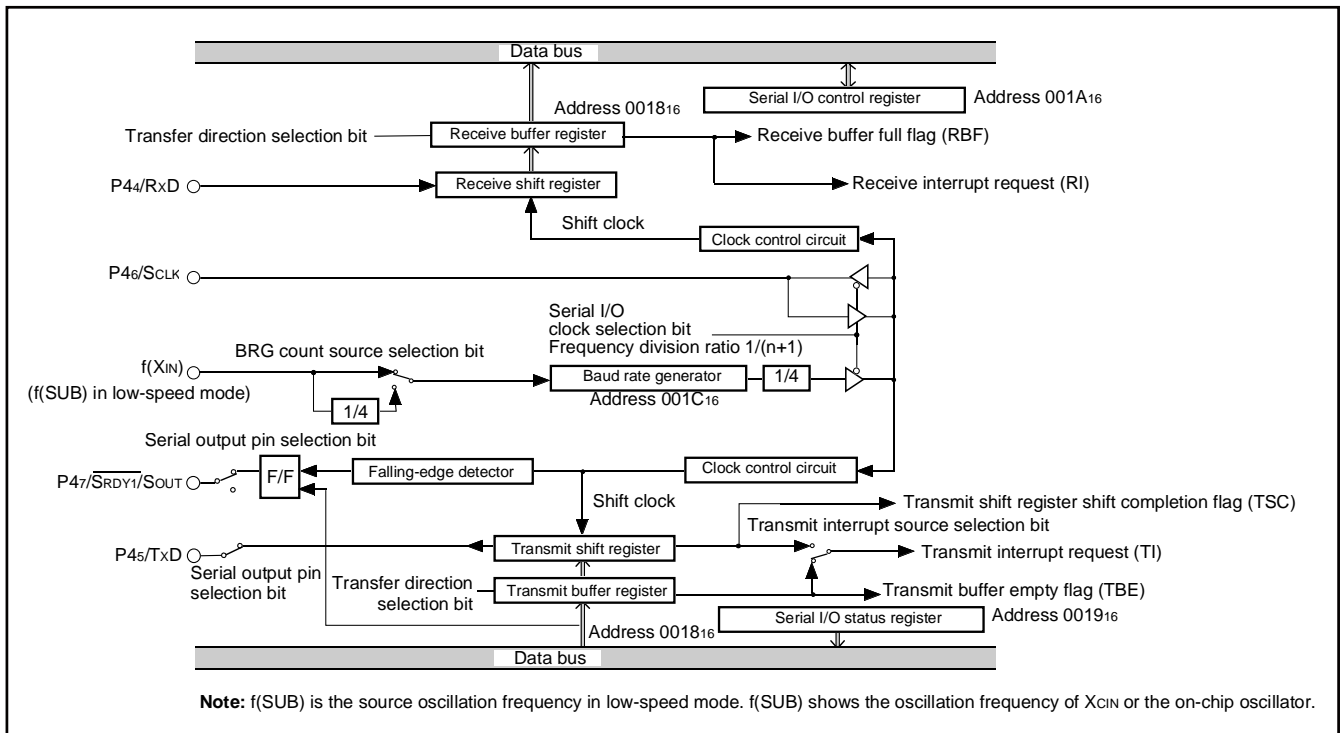 Data bus
Serial I/O control register
Address 001A16
Address 001816
Transfer direction selection bit
Receive buffer register
Receive buffer full flag (RBF)
P44/RXD
Receive shift register
Receive interrupt request (RI)
Shift clock
Clock control circuit
P46/SCLK
Serial I/O
clock selection bit
Frequency division ratio 1/(n+1)
BRG count source selection bit
f(XIN)
Baud rate generator
1/4
(f(SUB) in low-speed mode)
Address 001C16
1/4
Serial output pin selection bit
P47/SRDY1/SOUT
F/F
Falling-edge detector
Clock control circuit
Shift clock
Transmit shift register shift completion flag (TSC)
Transmit interrupt source selection bit
P45/TXD
Transmit shift register
Transmit interrupt request (TI)
Serial output pin
selection bit
Transfer direction
selection bit
Transmit buffer register
Transmit buffer empty flag (TBE)
Serial I/O status register
Address 001916
Address 001816
Data bus
Note: f(SUB) is the source oscillation frequency in low-speed mode. f(SUB) shows the oscillation frequency of XCIN or the on-chip oscillator.